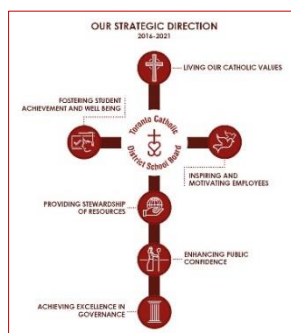 OUR STRATEGIC DIRECTION
2016-2021
LIVING OUR CATHOLIC VALUES
FOSTERING STUDENT
ACHIEVEMENT AND WELL BEING
Toronto Catholic
District School Board
INSPIRING AND
MOTIVATING EMPLOYEES
PROVIDING STEWARDSHIP
OF RESOURCES
ENHANCING PUBLIC
CONFIDENCE
ACHIEVING EXCELLENCE IN
GOVERNANCE